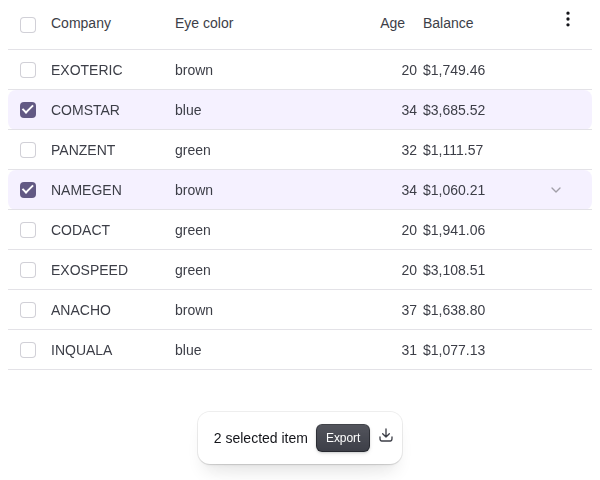 Company Eye color Age Balance
EXOTERIC brown 20 $1,749.46
COMSTAR blue 34 $3,685.52
PANZENT green 32 $1,111.57
NAMEGEN brown 34 $1,060.21
CODACT green 20 $1,941.06
EXOSPEED green 20 $3,108.51
ANACHO brown 37 $1,638.80
INQUALA blue 31 $1,077.13
2 selected item Export